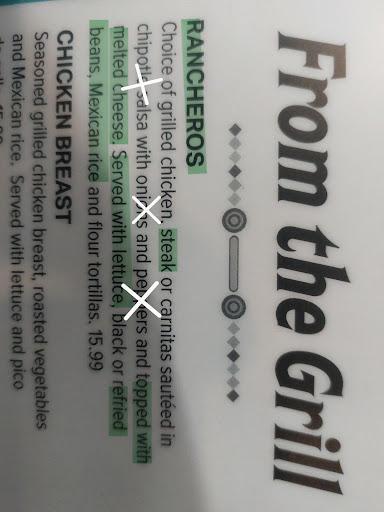 From the Grill
RANCHEROS
Choice of grilled chicken, steak or carnitas sautéed in
chipotle salsa with onions and peppers and topped with
melted cheese. Served with lettuce, black or refried
beans, Mexican rice and flour tortillas. 15.99
CHICKEN BREAST
Seasoned grilled chicken breast, roasted vegetables
and Mexican rice. Served with lettuce and pico